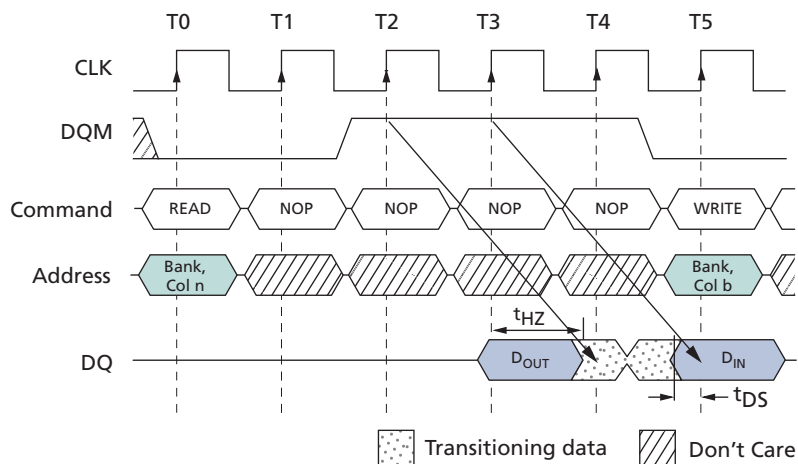 T0 T1 T2 T3 T4 T5
CLK
DQM
Command READ NOP NOP NOP NOP WRITE
Address Bank, Col n Bank, Col b
tHZ
DQ DOUT DIN
tDS
Transitioning data Don't Care